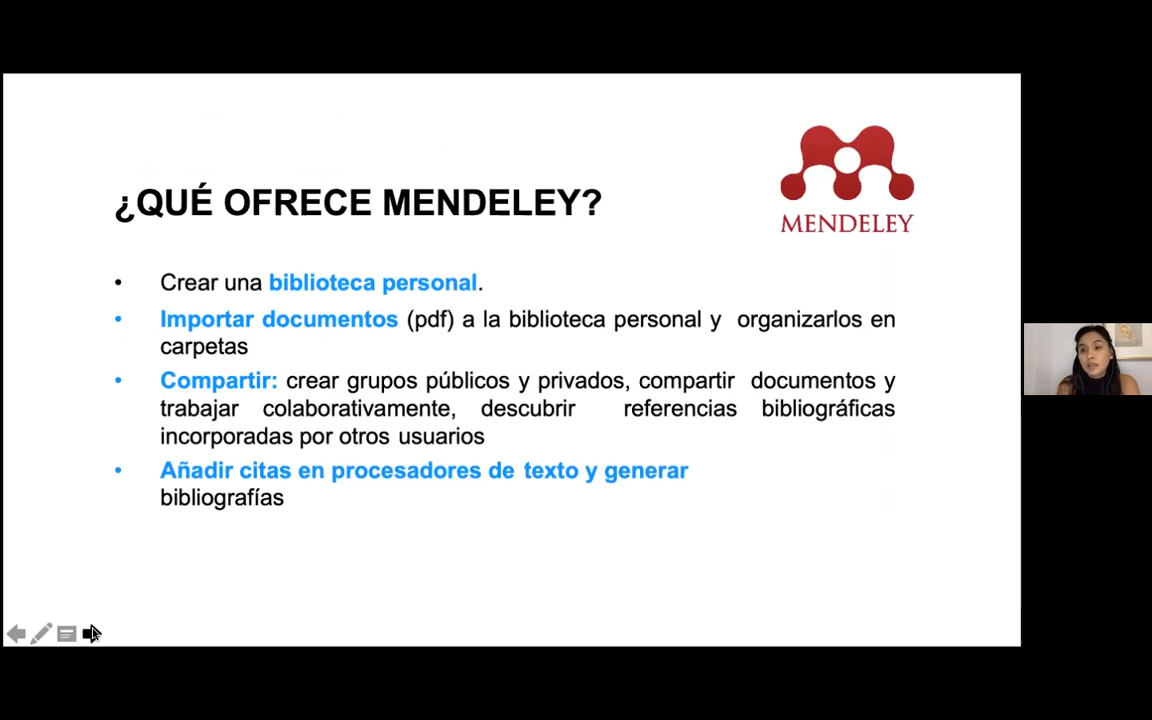 ¿QUÉ OFRECE MENDELEY?
MENDELEY
• Crear una biblioteca personal.
• Importar documentos (pdf) a la biblioteca personal y organizarlos en
carpetas
• Compartir: crear grupos públicos y privados, compartir documentos y
trabajar colaborativamente, descubrir referencias bibliográficas
incorporadas por otros usuarios
• Añadir citas en procesadores de texto y generar
bibliografías